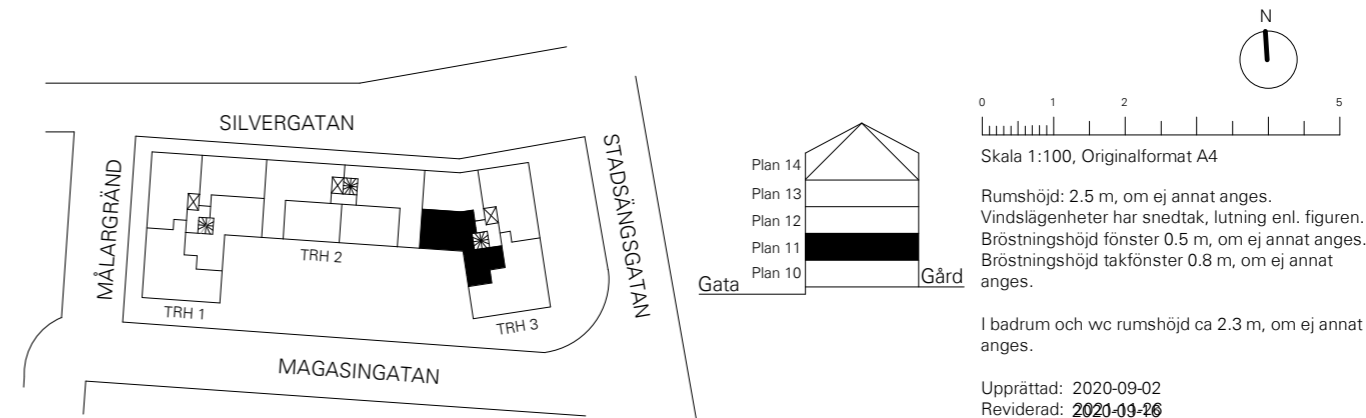 N
0 1 2 5
Skala 1:100, Originalformat A4
Rumshöjd: 2.5 m, om ej annat anges.
Vindslägenheter har snedtak, lutning enl. figuren.
Bröstningshöjd fönster 0.5 m, om ej annat anges.
Bröstningshöjd takfönster 0.8 m, om ej annat
anges.
I badrum och wc rumshöjd ca 2.3 m, om ej annat
anges.
Upprättad: 2020-09-02
Reviderad:
SILVERGATAN
MÅLARGRÄND
STADSÄNGSGATAN
MAGASINGATAN
TRH 1
TRH 2
TRH 3
Plan 14
Plan 13
Plan 12
Plan 11
Plan 10
Gata
Gård